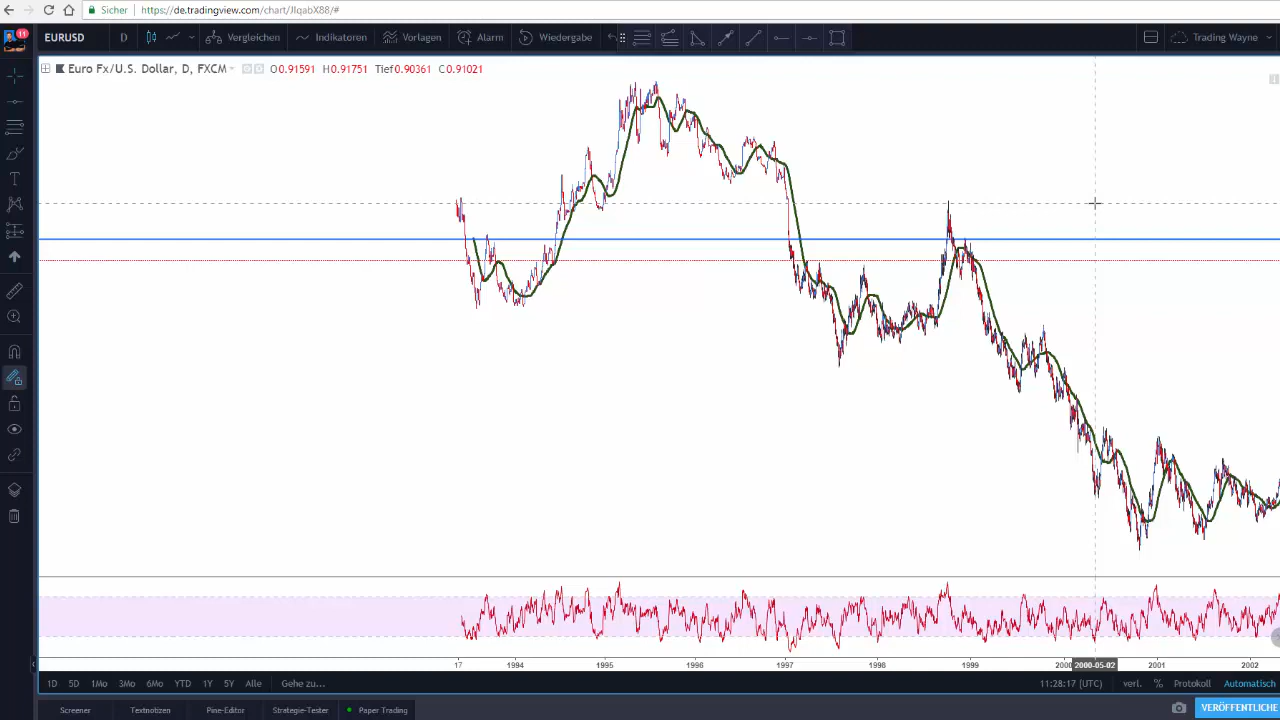 Sicher https://de.tradingview.com/chart/JlqabX88/#
11
EURUSD D Vergleichen Indikatoren Vorlagen Alarm Wiedergabe Trading Wayne
Euro Fx/U.S. Dollar, D, FXCM O0.91591 H0.91751 Tief0.90361 C0.91021
17 1994 1995 1996 1997 1998 1999 2000 2000-05-02 2001 2002
1D 5D 1Mo 3Mo 6Mo YTD 1Y 5Y Alle Gehe zu... 11:28:17 (UTC) verl. % Protokoll Automatisch
Screener Textnotizen Pine-Editor Strategie-Tester Paper Trading VERÖFFENTLICHE